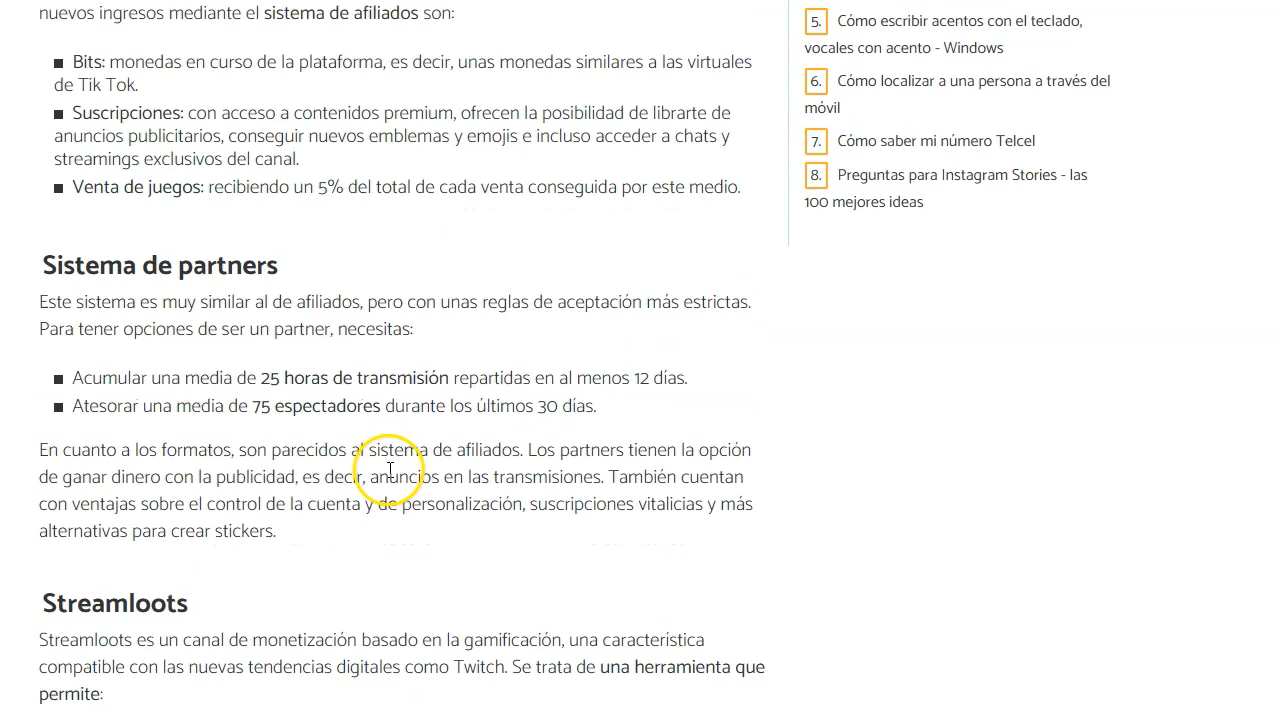 nuevos ingresos mediante el sistema de afiliados son:
■ Bits: monedas en curso de la plataforma, es decir, unas monedas similares a las virtuales
de Tik Tok.
■ Suscripciones: con acceso a contenidos premium, ofrecen la posibilidad de librarte de
anuncios publicitarios, conseguir nuevos emblemas y emojis e incluso acceder a chats y
streamings exclusivos del canal.
■ Venta de juegos: recibiendo un 5% del total de cada venta conseguida por este medio.
Sistema de partners
Este sistema es muy similar al de afiliados, pero con unas reglas de aceptación más estrictas.
Para tener opciones de ser un partner, necesitas:
■ Acumular una media de 25 horas de transmisión repartidas en al menos 12 días.
■ Atesorar una media de 75 espectadores durante los últimos 30 días.
En cuanto a los formatos, son parecidos al sistema de afiliados. Los partners tienen la opción
de ganar dinero con la publicidad, es decir, anuncios en las transmisiones. También cuentan
con ventajas sobre el control de la cuenta y de personalización, suscripciones vitalicias y más
alternativas para crear stickers.
Streamloots
Streamloots es un canal de monetización basado en la gamificación, una característica
compatible con las nuevas tendencias digitales como Twitch. Se trata de una herramienta que
permite:
5. Cómo escribir acentos con el teclado,
vocales con acento - Windows
6. Cómo localizar a una persona a través del
móvil
7. Cómo saber mi número Telcel
8. Preguntas para Instagram Stories - las
100 mejores ideas